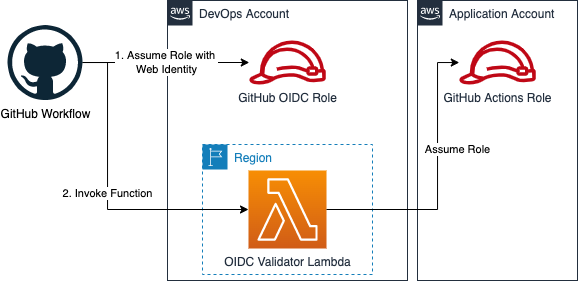 aws
DevOps Account
aws
Application Account
1. Assume Role with
Web Identity
GitHub Workflow
GitHub OIDC Role
GitHub Actions Role
Assume Role
Region
2. Invoke Function
OIDC Validator Lambda